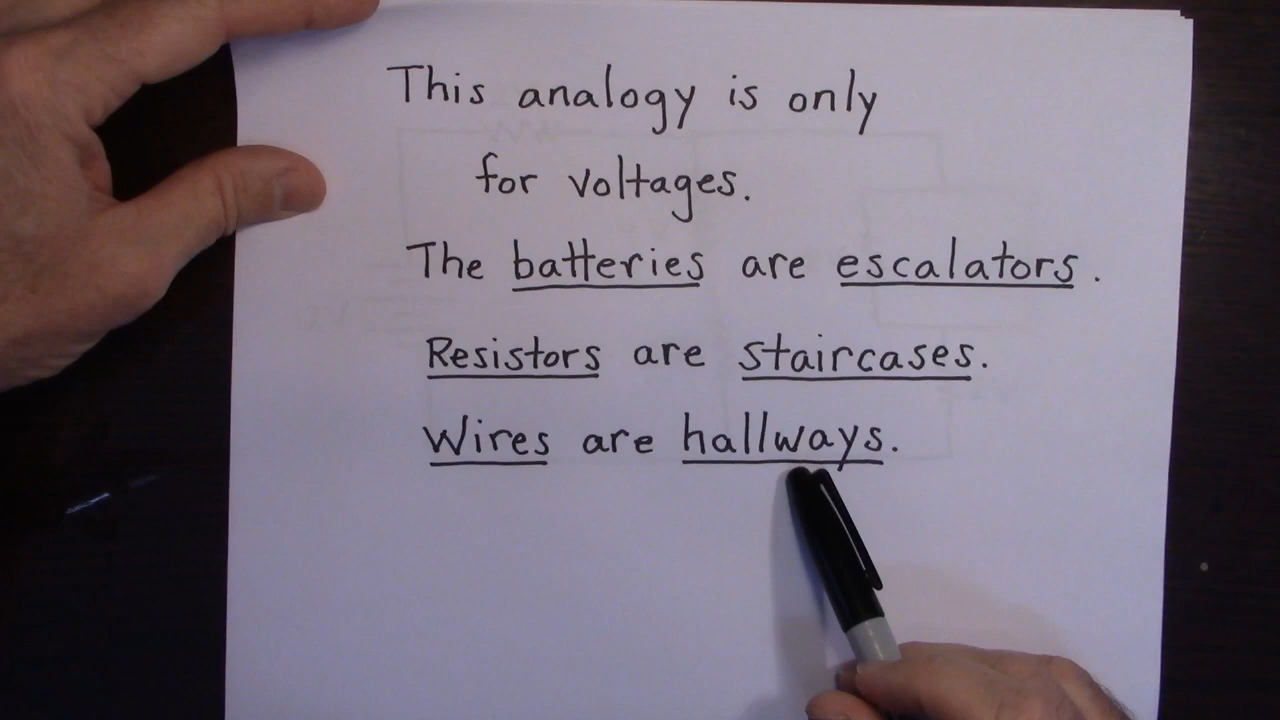 This analogy is only
for voltages.
The batteries are escalators.
Resistors are staircases.
Wires are hallways.